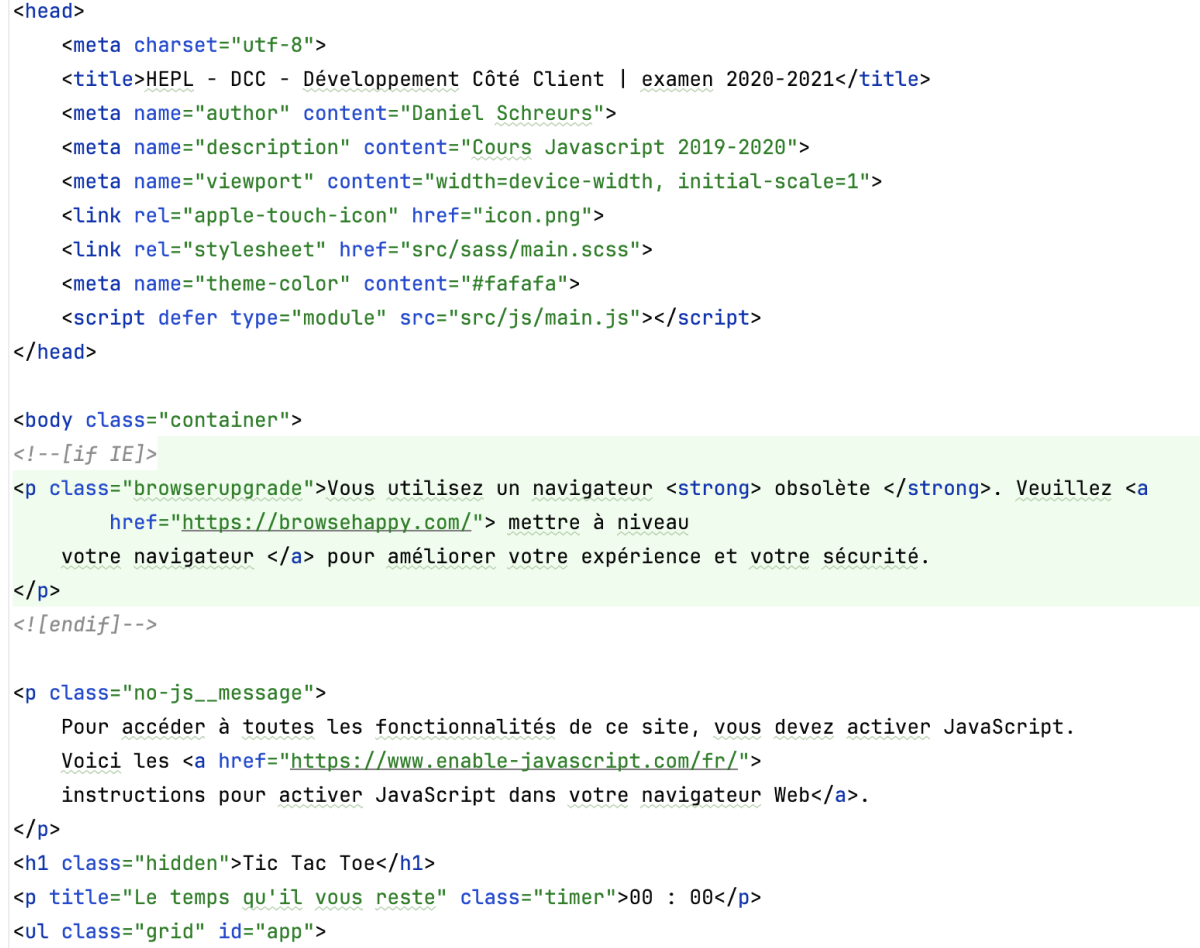 <head>
    <meta charset="utf-8">
    <title>HEPL - DCC - Développement Côté Client | examen 2020-2021</title>
    <meta name="author" content="Daniel Schreurs">
    <meta name="description" content="Cours Javascript 2019-2020">
    <meta name="viewport" content="width=device-width, initial-scale=1">
    <link rel="apple-touch-icon" href="icon.png">
    <link rel="stylesheet" href="src/sass/main.scss">
    <meta name="theme-color" content="#fafafa">
    <script defer type="module" src="src/js/main.js"></script>
</head>

<body class="container">
<!--[if IE]>
<p class="browserupgrade">Vous utilisez un navigateur <strong> obsolète </strong>. Veuillez <a
        href="https://browsehappy.com/"> mettre à niveau
    votre navigateur </a> pour améliorer votre expérience et votre sécurité.
</p>
<![endif]-->

<p class="no-js__message">
    Pour accéder à toutes les fonctionnalités de ce site, vous devez activer JavaScript.
    Voici les <a href="https://www.enable-javascript.com/fr/">
    instructions pour activer JavaScript dans votre navigateur Web</a>.
</p>
<h1 class="hidden">Tic Tac Toe</h1>
<p title="Le temps qu'il vous reste" class="timer">00 : 00</p>
<ul class="grid" id="app">